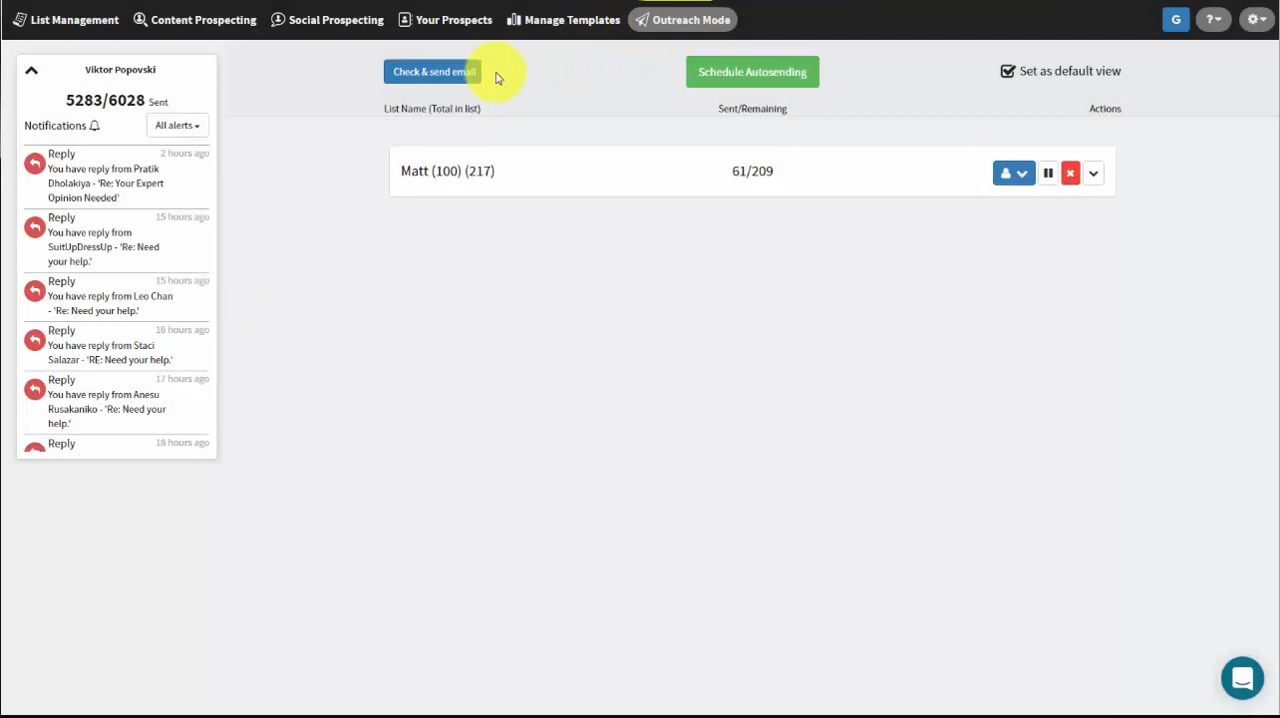 List Management Content Prospecting Social Prospecting Your Prospects Manage Templates Outreach Mode G ?
Viktor Popovski
5283/6028 Sent
Notifications All alerts
Reply 2 hours ago
You have reply from Pratik
Dholakiya - 'Re: Your Expert
Opinion Needed'
Reply 15 hours ago
You have reply from
SuitUpDressUp - 'Re: Need
your help.'
Reply 15 hours ago
You have reply from Leo Chan
- 'Re: Need your help.'
Reply 16 hours ago
You have reply from Staci
Salazar - 'RE: Need your help.'
Reply 17 hours ago
You have reply from Anesu
Rusakaniko - 'Re: Need your
help.'
Reply 18 hours ago
Check & send email Schedule Autosending Set as default view
List Name (Total in list) Sent/Remaining Actions
Matt (100) (217) 61/209